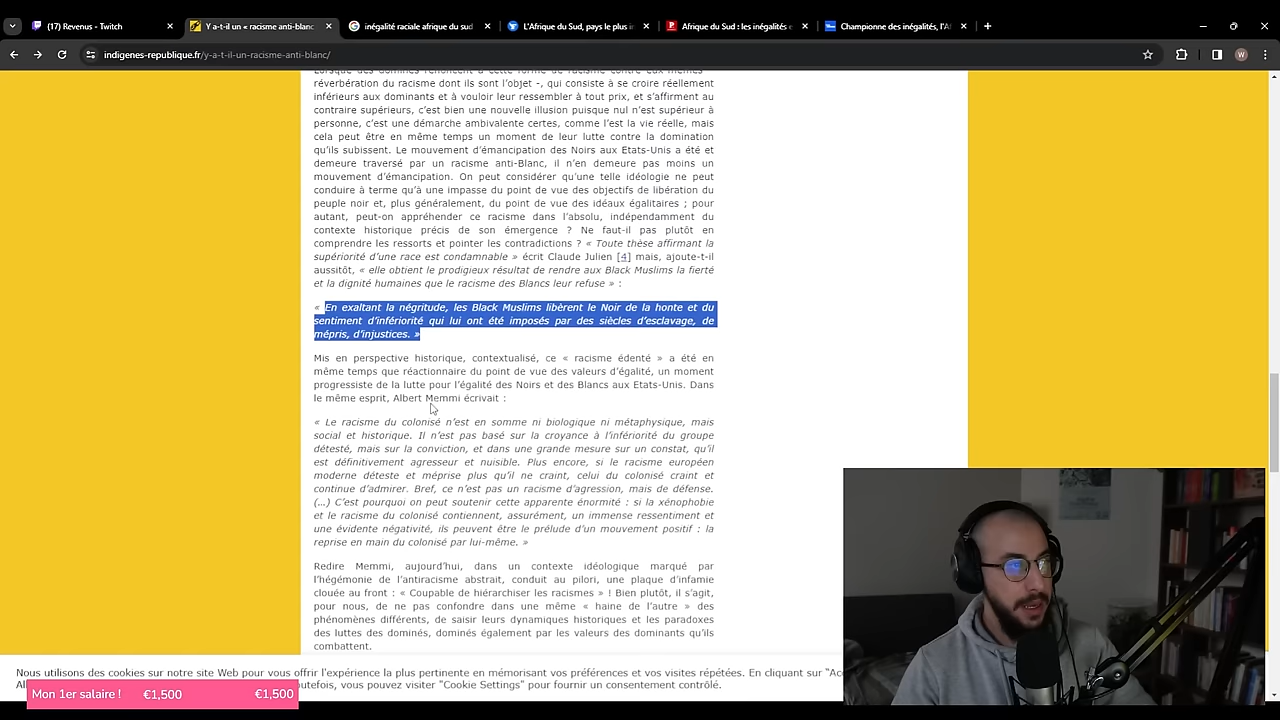 (17) Revenus - Twitch
Y a-t-il un « racisme anti-blanc
inégalité raciale afrique du sud
L'Afrique du Sud, pays le plus i
Afrique du Sud : les inégalités e
Championne des inégalités, l'A
indigenes-republique.fr/y-a-t-il-un-racisme-anti-blanc/
W
réverbération du racisme dont ils sont l'objet -, qui consiste à se croire réellement
inférieurs aux dominants et à vouloir leur ressembler à tout prix, et s'affirment au
contraire supérieurs, c'est bien une nouvelle illusion puisque nul n'est supérieur à
personne, c'est une démarche ambivalente certes, comme l'est la vie réelle, mais
cela peut être en même temps un moment de leur lutte contre la domination
qu'ils subissent. Le mouvement d'émancipation des Noirs aux Etats-Unis a été et
demeure traversé par un racisme anti-Blanc, il n'en demeure pas moins un
mouvement d'émancipation. On peut considérer qu'une telle idéologie ne peut
conduire à terme qu'à une impasse du point de vue des objectifs de libération du
peuple noir et, plus généralement, du point de vue des idéaux égalitaires ; pour
autant, peut-on appréhender ce racisme dans l'absolu, indépendamment du
contexte historique précis de son émergence ? Ne faut-il pas plutôt en
comprendre les ressorts et pointer les contradictions ? « Toute thèse affirmant la
supériorité d'une race est condamnable » écrit Claude Julien [4] mais, ajoute-t-il
aussitôt, « elle obtient le prodigieux résultat de rendre aux Black Muslims la fierté
et la dignité humaines que le racisme des Blancs leur refuse » :
« En exaltant la négritude, les Black Muslims libèrent le Noir de la honte et du
sentiment d'infériorité qui lui ont été imposés par des siècles d'esclavage, de
mépris, d'injustices. »
Mis en perspective historique, contextualisé, ce « racisme édenté » a été en
même temps que réactionnaire du point de vue des valeurs d'égalité, un moment
progressiste de la lutte pour l'égalité des Noirs et des Blancs aux Etats-Unis. Dans
le même esprit, Albert Memmi écrivait :
« Le racisme du colonisé n'est en somme ni biologique ni métaphysique, mais
social et historique. Il n'est pas basé sur la croyance à l'infériorité du groupe
détesté, mais sur la conviction, et dans une grande mesure sur un constat, qu'il
est définitivement agresseur et nuisible. Plus encore, si le racisme européen
moderne déteste et méprise plus qu'il ne craint, celui du colonisé craint et
continue d'admirer. Bref, ce n'est pas un racisme d'agression, mais de défense.
(…) C'est pourquoi on peut soutenir cette apparente énormité : si la xénophobie
et le racisme du colonisé contiennent, assurément, un immense ressentiment et
une évidente négativité, ils peuvent être le prélude d'un mouvement positif : la
reprise en main du colonisé par lui-même. »
Redire Memmi, aujourd'hui, dans un contexte idéologique marqué par
l'hégémonie de l'antiracisme abstrait, conduit au pilori, une plaque d'infamie
clouée au front : « Coupable de hiérarchiser les racismes » ! Bien plutôt, il s'agit,
pour nous, de ne pas confondre dans une même « haine de l'autre » des
phénomènes différents, de saisir leurs dynamiques historiques et les paradoxes
des luttes des dominés, dominés également par les valeurs des dominants qu'ils
combattent.
Nous utilisons des cookies sur notre site Web pour vous offrir l'expérience la plus pertinente en mémorisant vos préférences et vos visites répétées. En cliquant sur "Ac
outefois, vous pouvez visiter "Cookie Settings" pour fournir un consentement contrôlé.
Mon 1er salaire ! €1,500 €1,500